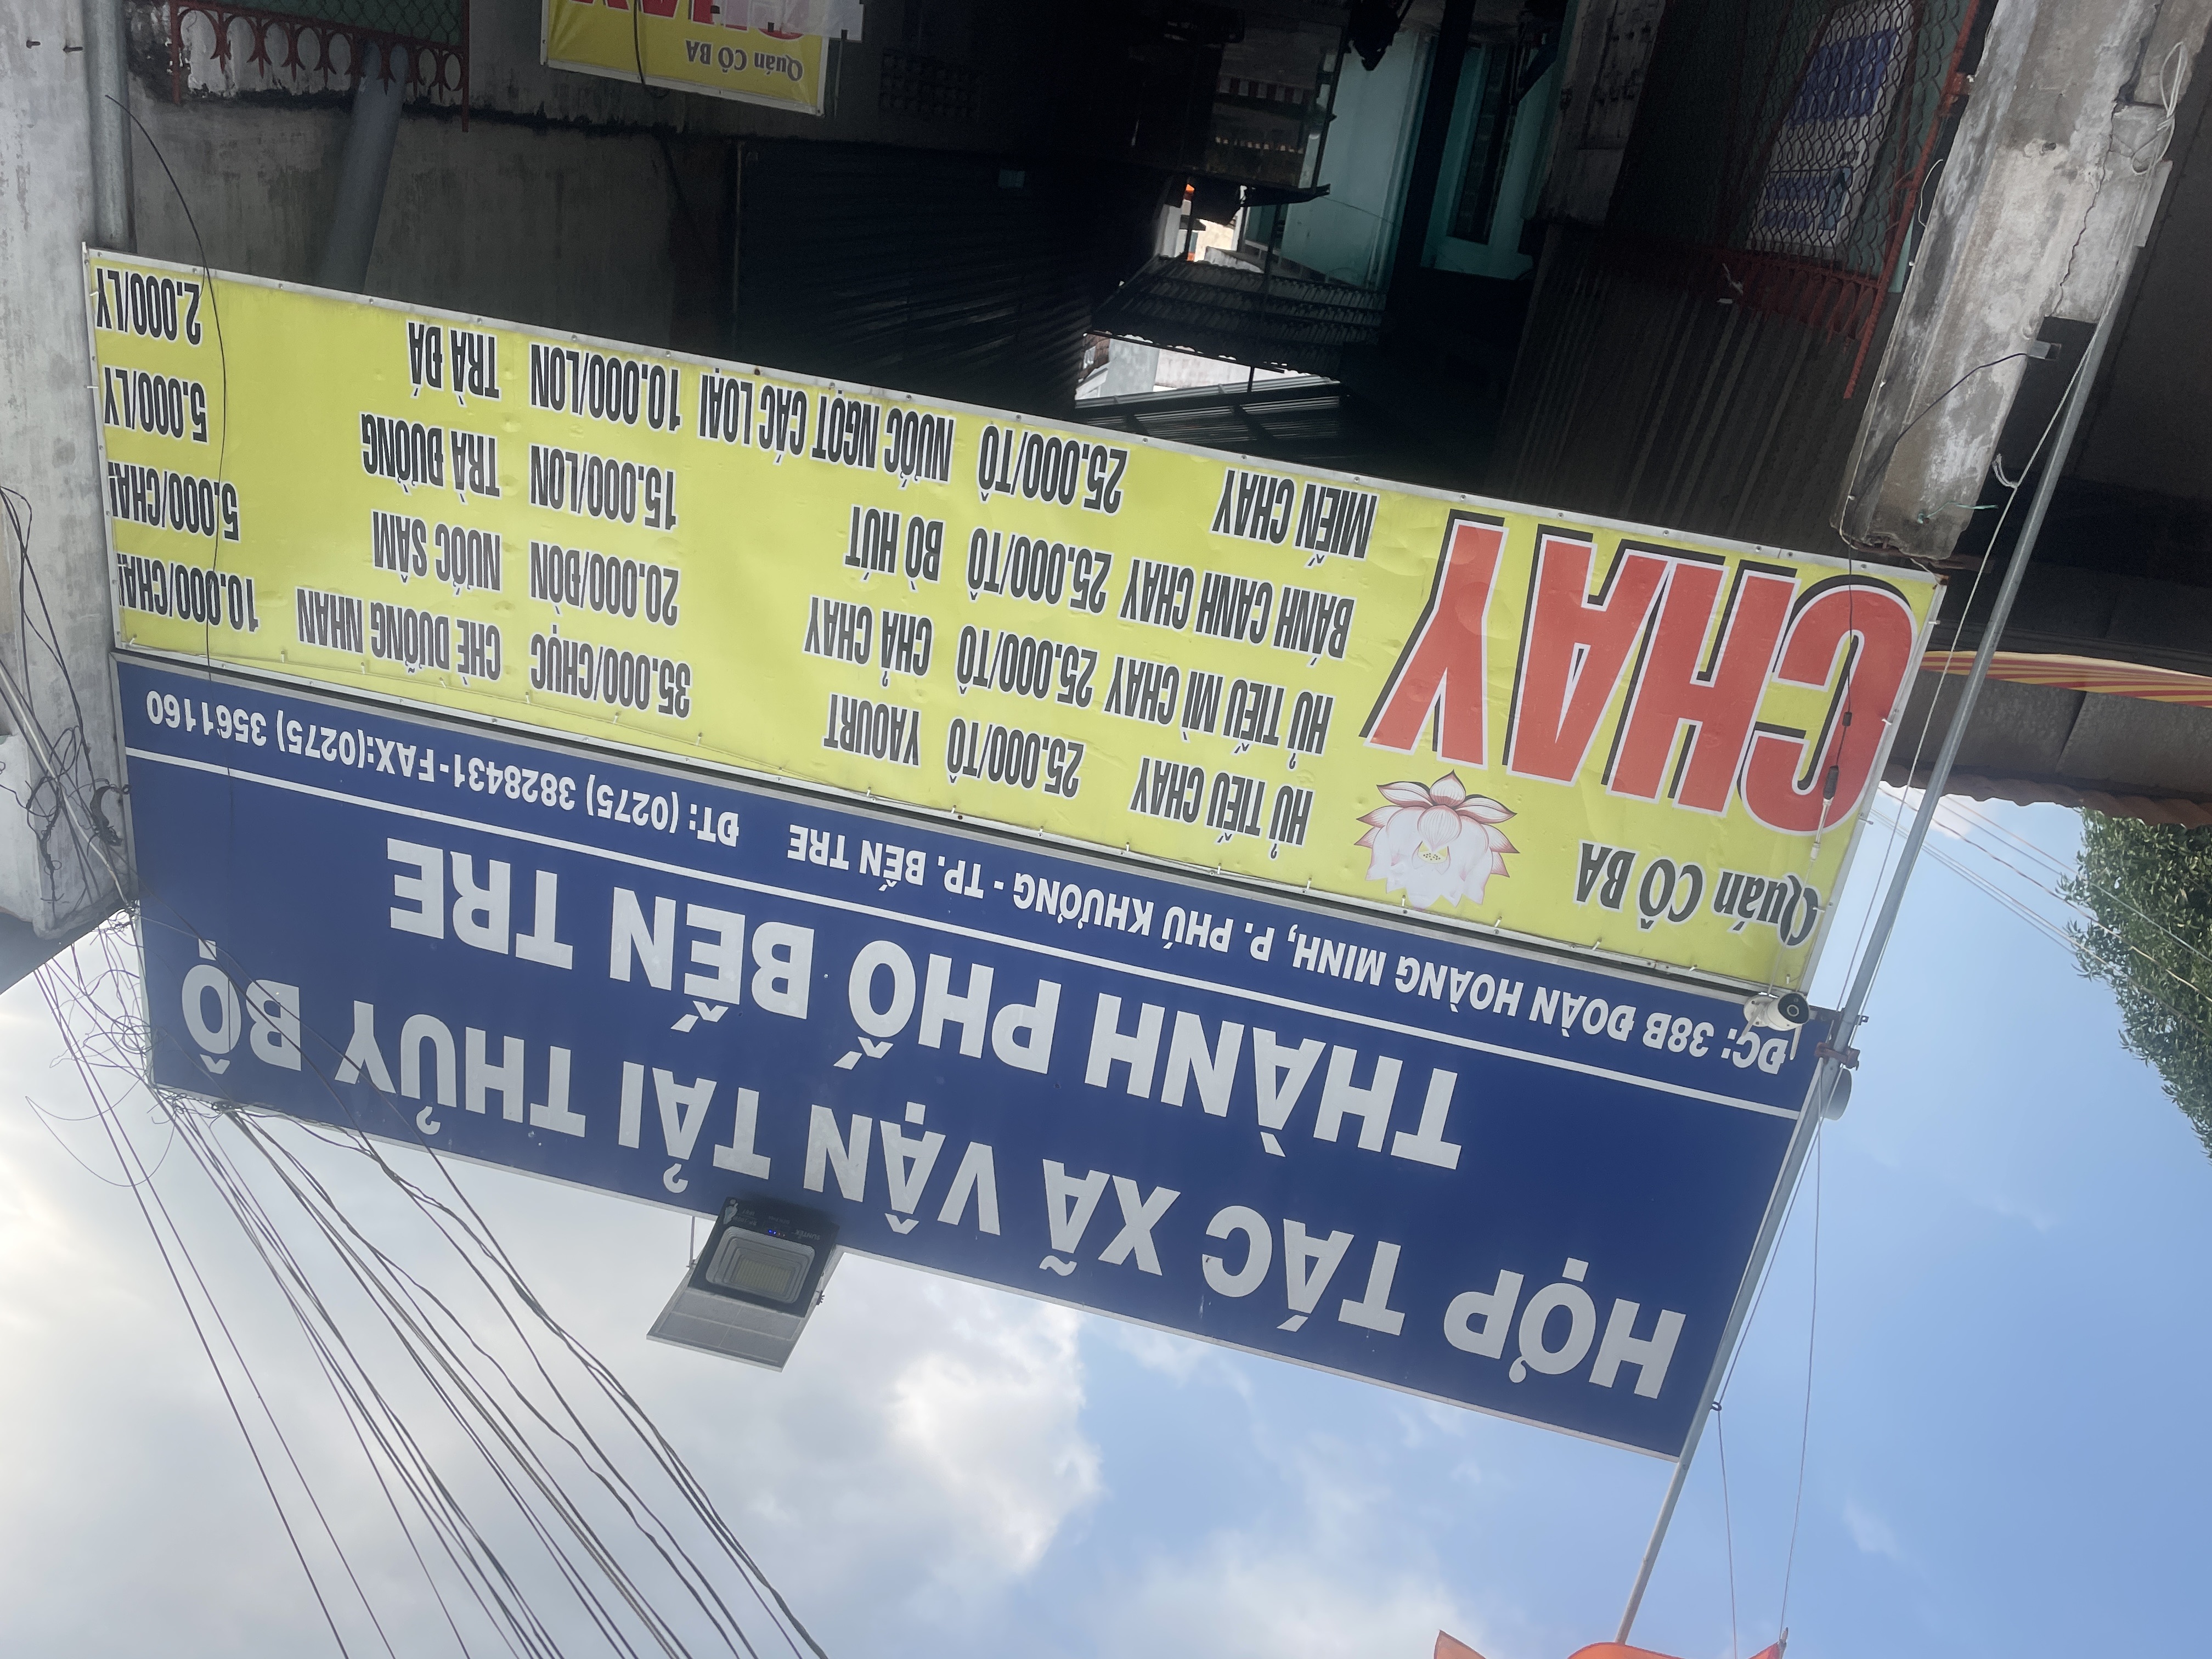 HỢP TÁC XÃ VẬN TẢI THỦY BỘ
THÀNH PHỐ BẾN TRE
ĐC: 38B ĐOÀN HOÀNG MINH, P. PHÚ KHƯƠNG - TP. BẾN TRE ĐT: (0275) 3828431-FAX:(0275) 3561160
Quán CÔ BA
CHAY
HỦ TIẾU CHAY 25.000/TÔ YAOURT 35.000/CHỤC CHÈ DƯỠNG NHAN 10.000/CHAI
HỦ TIẾU MÌ CHAY 25.000/TÔ CHẢ CHAY 20.000/ĐÒN NƯỚC SÂM 5.000/CHAI
BÁNH CANH CHAY 25.000/TÔ BÒ HÚT 15.000/LON TRÀ ĐƯỜNG 5.000/LY
MIẾN CHAY 25.000/TÔ NƯỚC NGỌT CÁC LOẠI 10.000/LON TRÀ ĐÁ 2.000/LY
Quán CÔ BA
CHAY